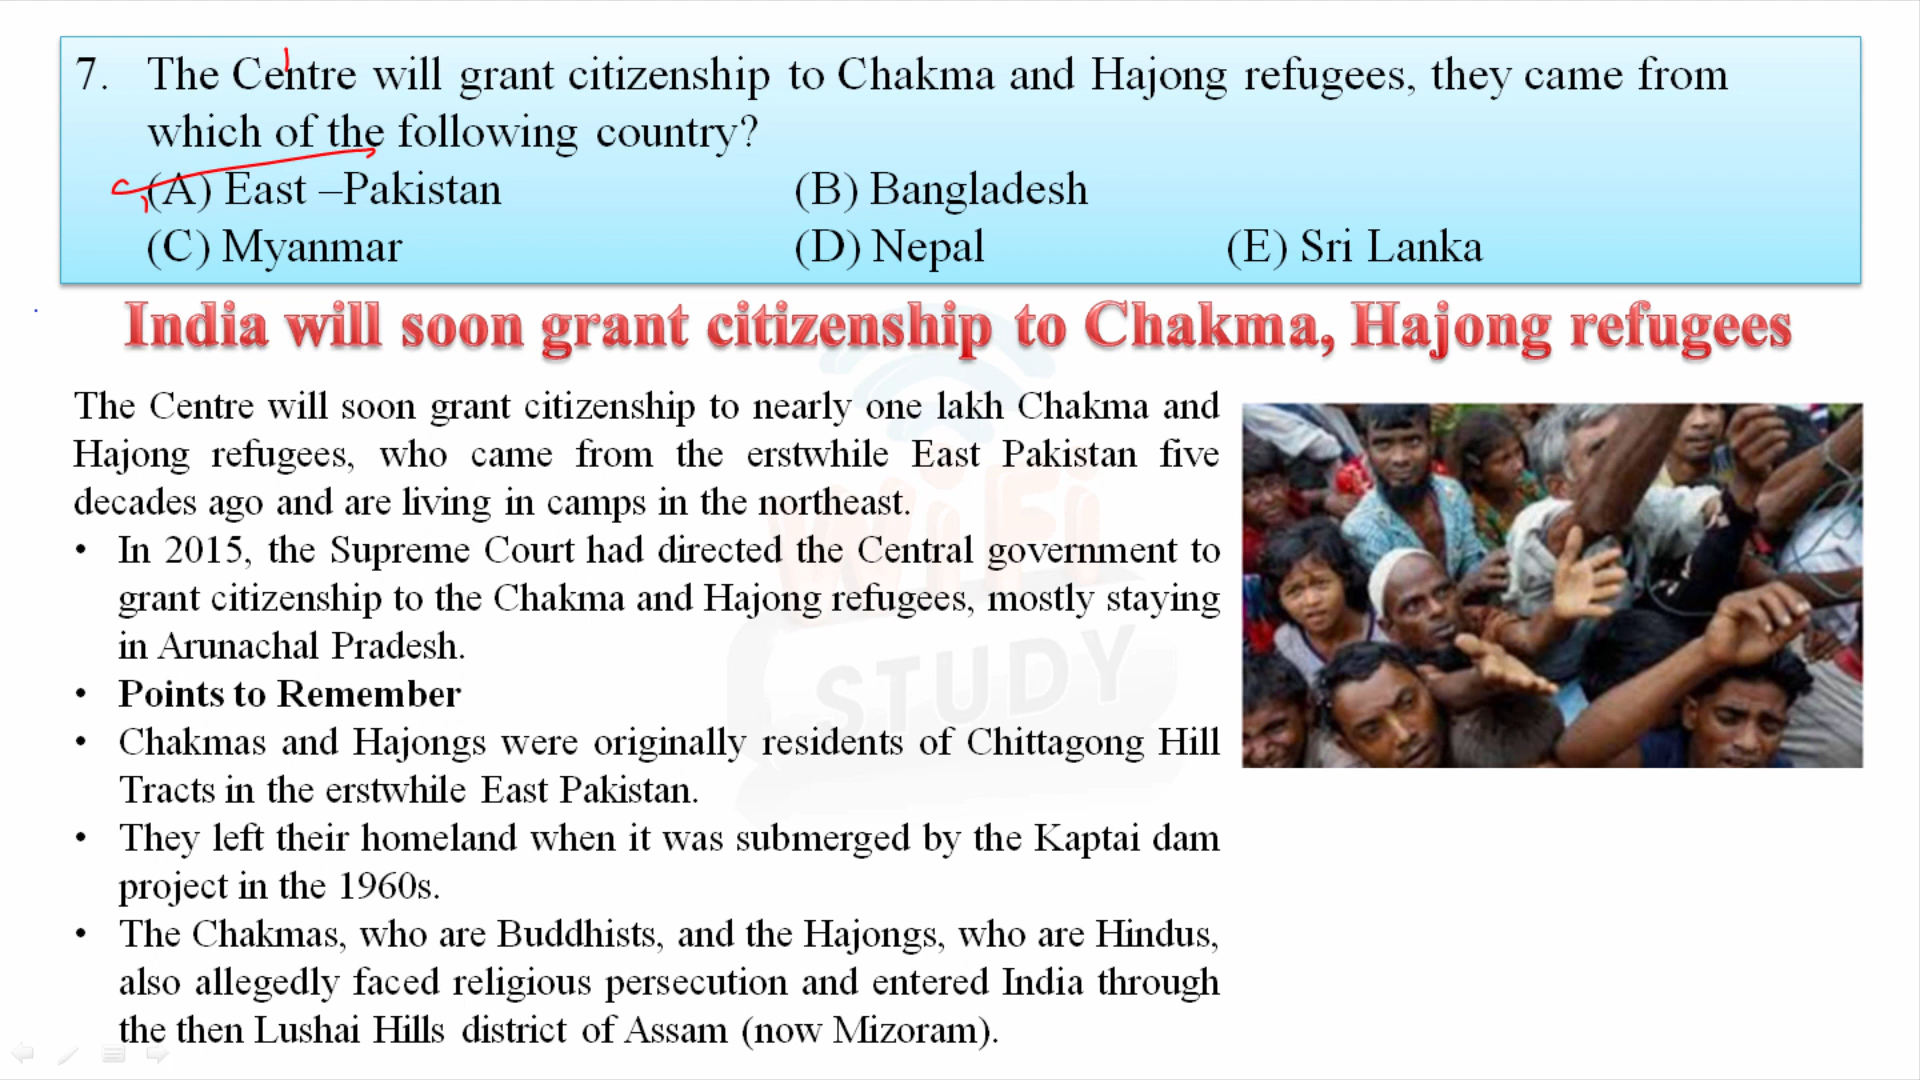 7. The Centre will grant citizenship to Chakma and Hajong refugees, they came from
which of the following country?
(A) East –Pakistan (B) Bangladesh
(C) Myanmar (D) Nepal (E) Sri Lanka
India will soon grant citizenship to Chakma, Hajong refugees
The Centre will soon grant citizenship to nearly one lakh Chakma and
Hajong refugees, who came from the erstwhile East Pakistan five
decades ago and are living in camps in the northeast.
• In 2015, the Supreme Court had directed the Central government to
grant citizenship to the Chakma and Hajong refugees, mostly staying
in Arunachal Pradesh.
• Points to Remember
• Chakmas and Hajongs were originally residents of Chittagong Hill
Tracts in the erstwhile East Pakistan.
• They left their homeland when it was submerged by the Kaptai dam
project in the 1960s.
• The Chakmas, who are Buddhists, and the Hajongs, who are Hindus,
also allegedly faced religious persecution and entered India through
the then Lushai Hills district of Assam (now Mizoram).
WiFi
STUDY